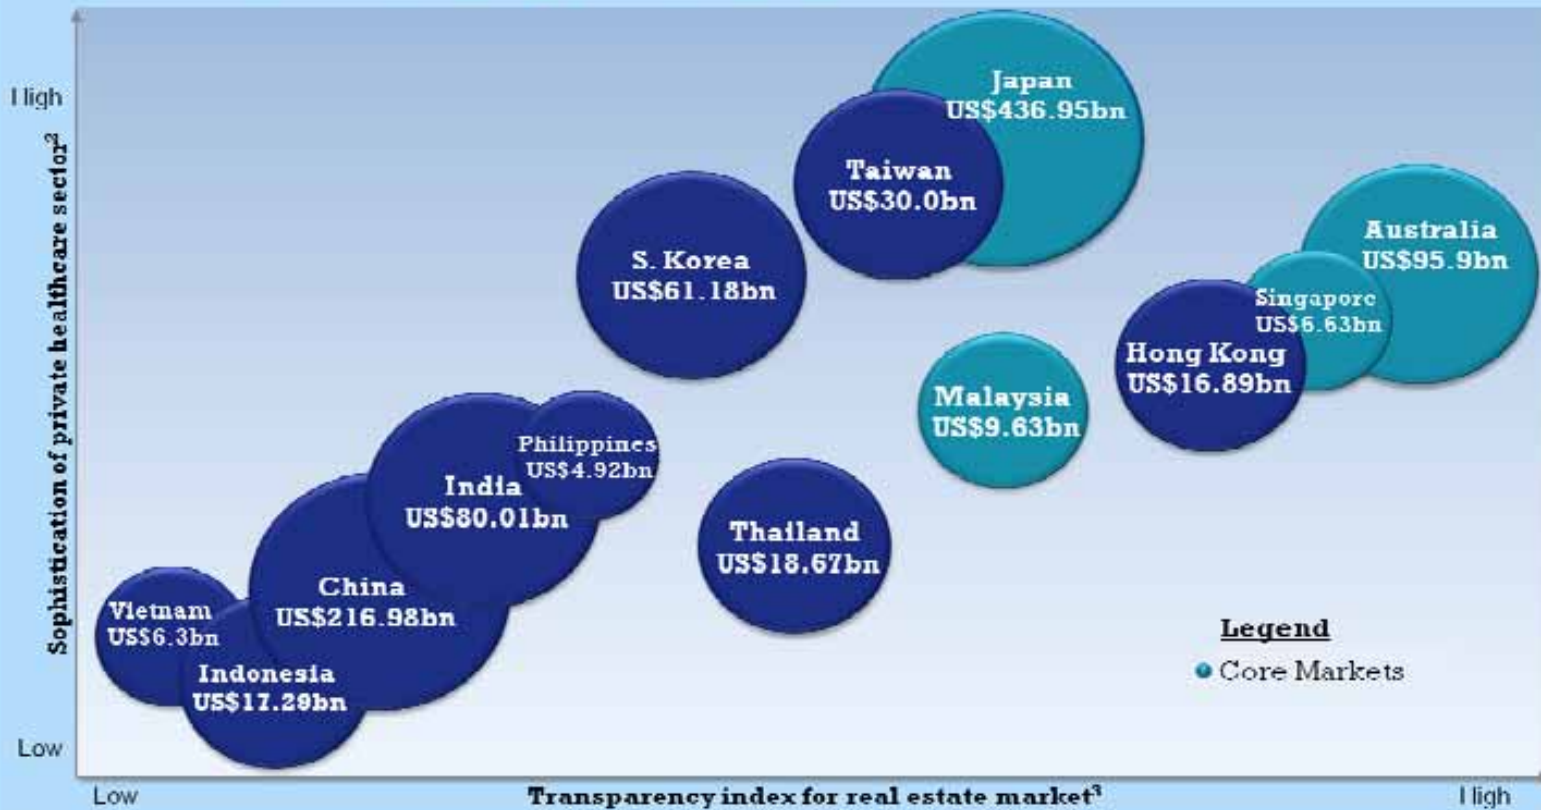 High
Sophistication of private healthcare sector²
Japan
US$436.95bn
Taiwan
US$30.0bn
Australia
US$95.9bn
S. Korea
US$61.18bn
Singapore
US$6.63bn
Hong Kong
US$16.89bn
Malaysia
US$9.63bn
Philippines
US$4.92bn
India
US$80.01bn
Thailand
US$18.67bn
China
US$216.98bn
Vietnam
US$6.3bn
Indonesia
US$17.29bn
Legend
Core Markets
Low
Low
Transparency index for real estate market³
High